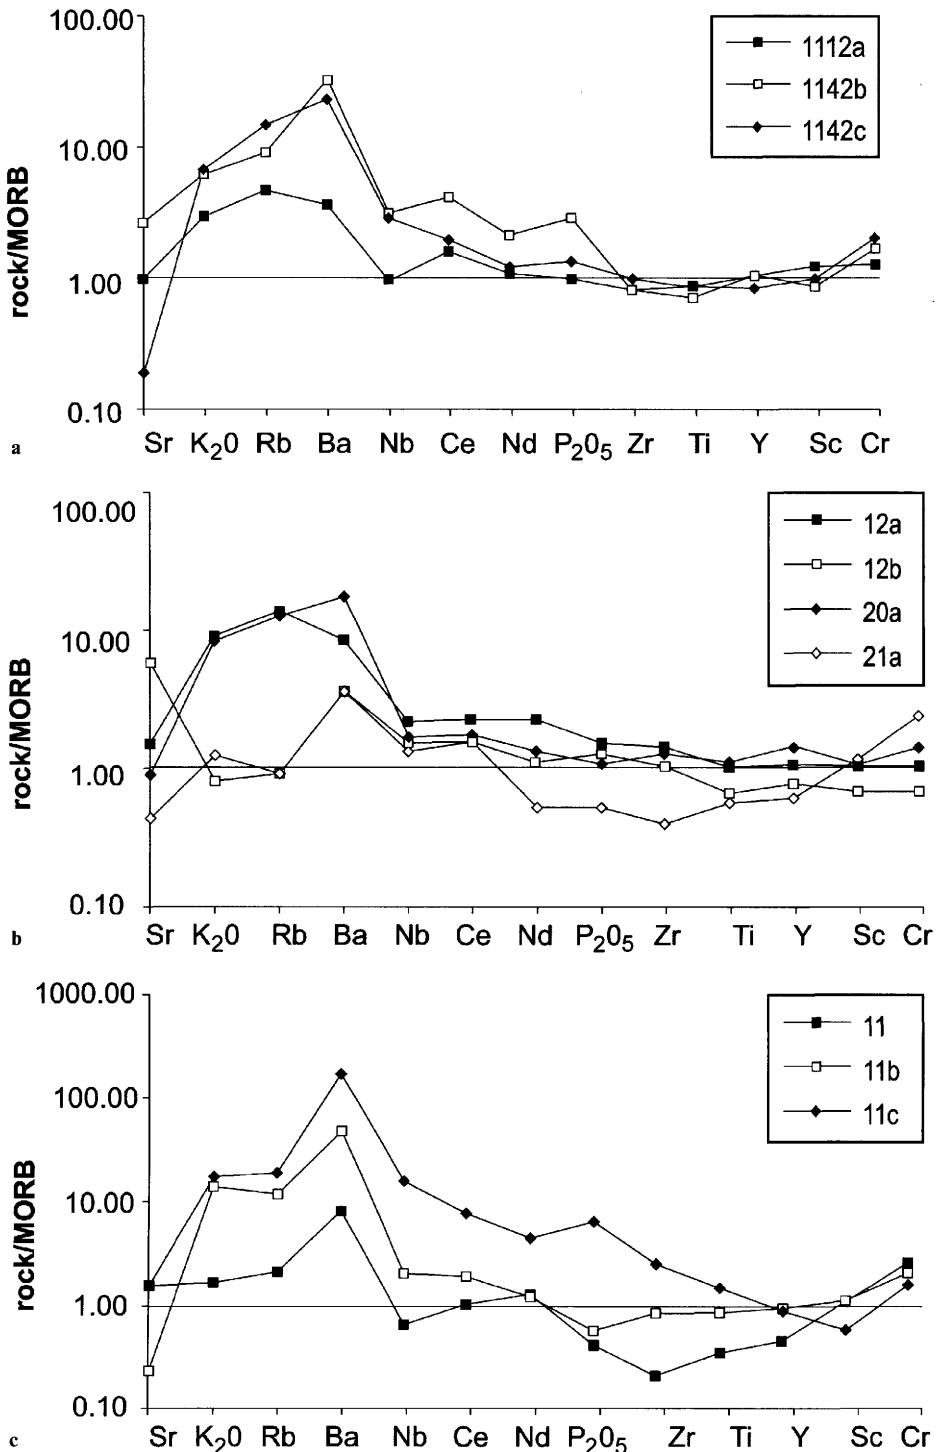 100.00
1112a
1142b
1142c
10.00
rock/MORB
1.00
0.10
a
Sr K₂0 Rb Ba Nb Ce Nd P₂0₅ Zr Ti Y Sc Cr
100.00
12a
12b
20a
21a
10.00
rock/MORB
1.00
0.10
b
Sr K₂0 Rb Ba Nb Ce Nd P₂0₅ Zr Ti Y Sc Cr
1000.00
11
11b
11c
100.00
rock/MORB
10.00
1.00
0.10
c
Sr K₂0 Rb Ba Nb Ce Nd P₂0₅ Zr Ti Y Sc Cr